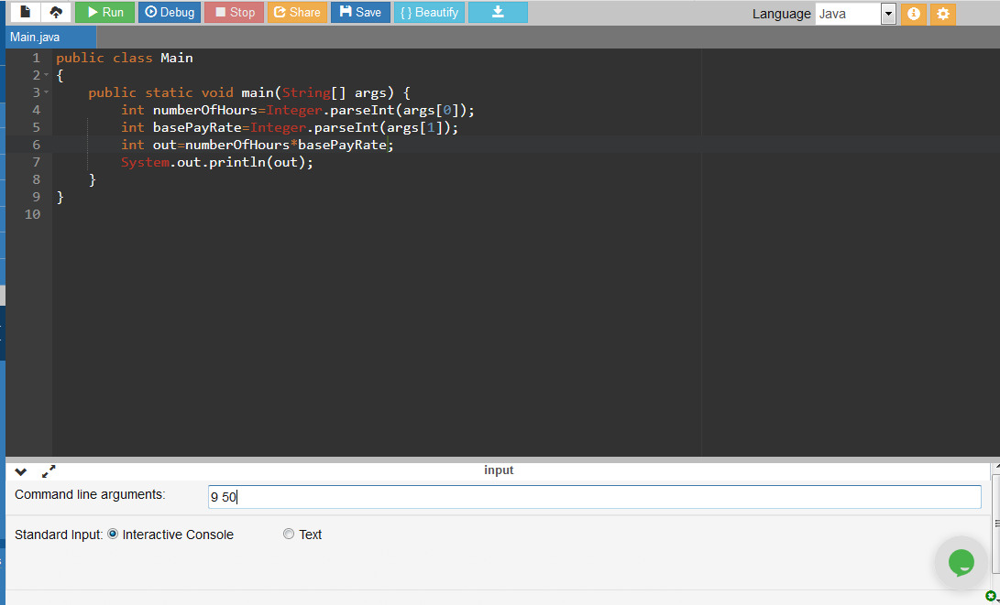 Run Debug Stop Share Save { } Beautify Language Java
Main.java
1 public class Main
2 {
3 public static void main(String[] args) {
4 int numberOfHours=Integer.parseInt(args[0]);
5 int basePayRate=Integer.parseInt(args[1]);
6 int out=numberOfHours*basePayRate;
7 System.out.println(out);
8 }
9 }
10
input
Command line arguments: 9 50
Standard Input: Interactive Console Text